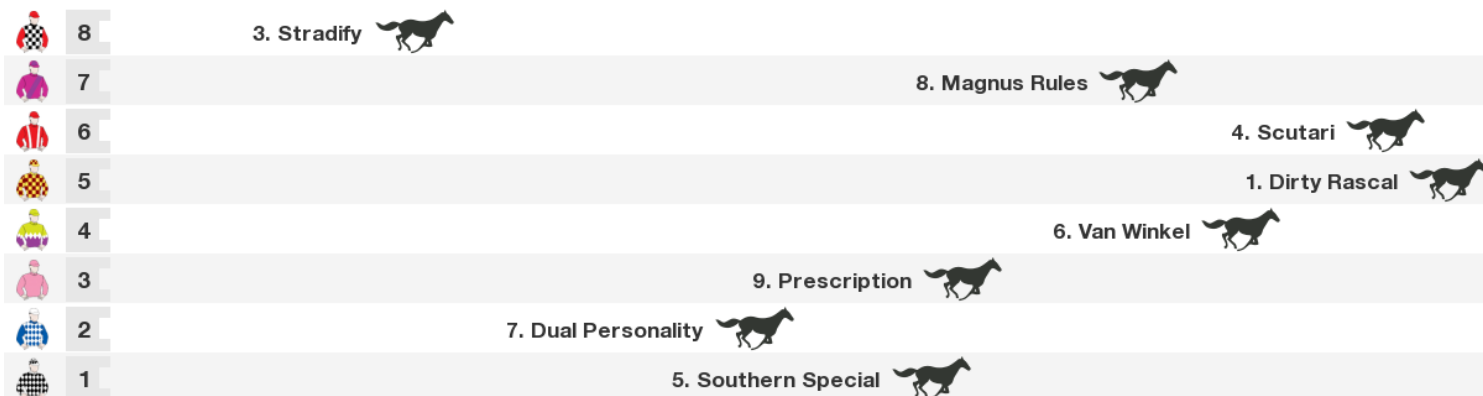 8 3. Stradify
7 8. Magnus Rules
6 4. Scutari
5 1. Dirty Rascal
4 6. Van Winkel
3 9. Prescription
2 7. Dual Personality
1 5. Southern Special